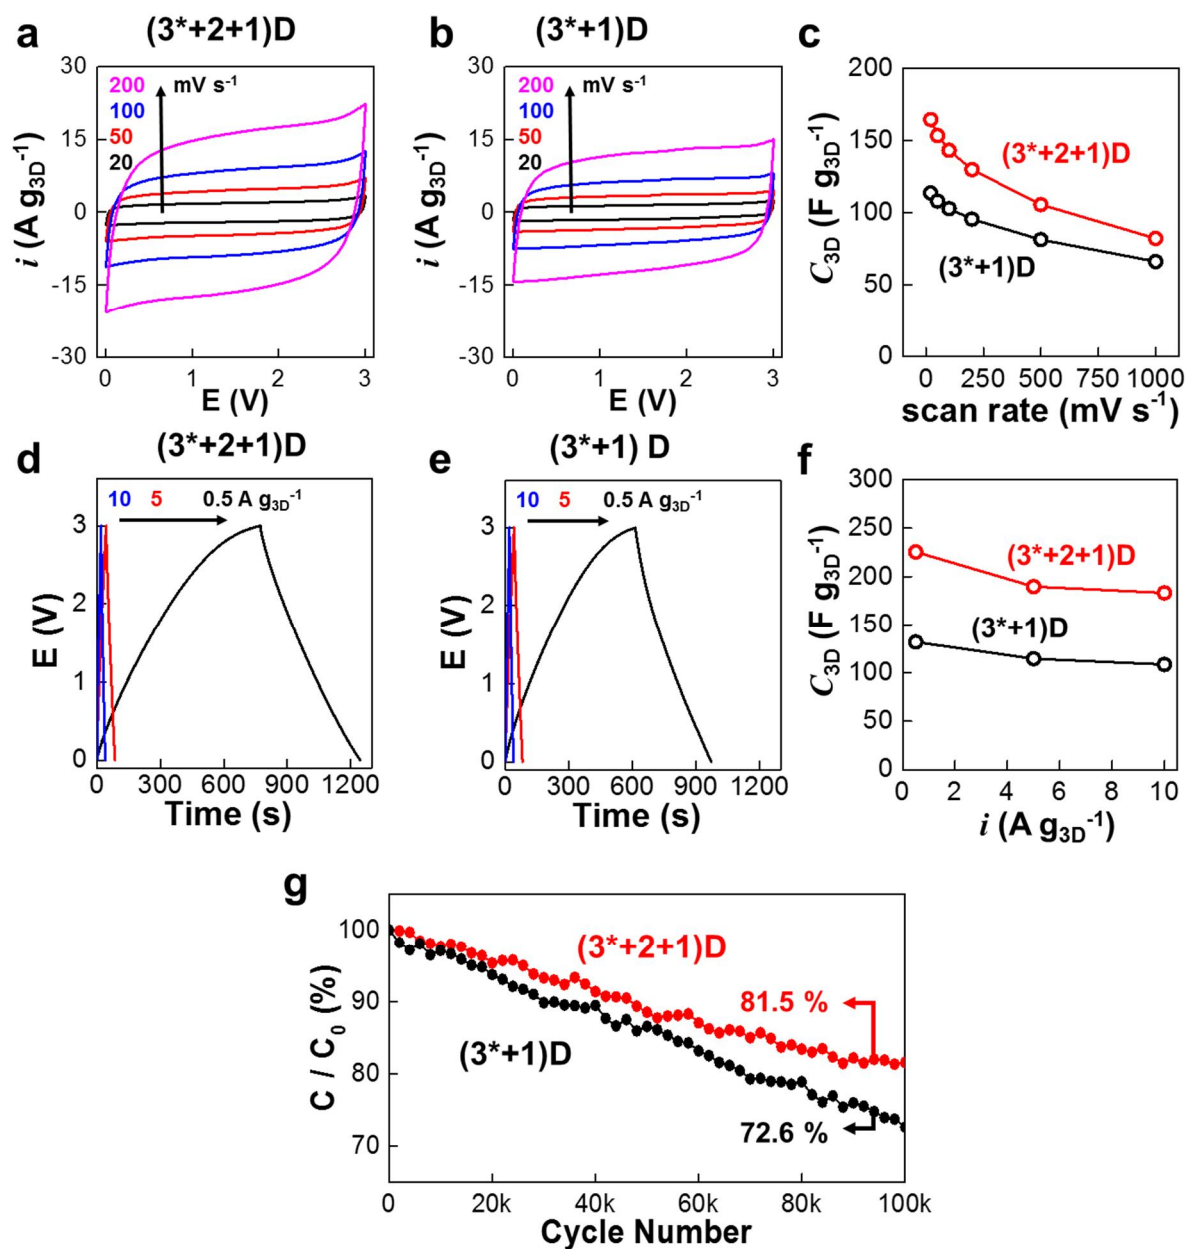 a (3*+2+1)D
30
15
0
-15
-30
i (A g3D-1)
200
100
50
20
mV s-1
0 1 2 3
E (V)
b (3*+1)D
30
15
0
-15
-30
i (A g3D-1)
200
100
50
20
mV s-1
0 1 2 3
E (V)
c
200
150
100
50
0
C3D (F g3D-1)
(3*+2+1)D
(3*+1)D
0 250 500 750 1000
scan rate (mV s-1)
d (3*+2+1)D
3
2
1
0
E (V)
10 5 0.5 A g3D-1
0 300 600 900 1200
Time (s)
e (3*+1) D
3
2
1
0
E (V)
10 5 0.5 A g3D-1
0 300 600 900 1200
Time (s)
f
300
250
200
150
100
50
0
C3D (F g3D-1)
(3*+2+1)D
(3*+1)D
0 2 4 6 8 10
i (A g3D-1)
g
100
90
80
70
C / C0 (%)
(3*+2+1)D
81.5 %
(3*+1)D
72.6 %
0 20k 40k 60k 80k 100k
Cycle Number